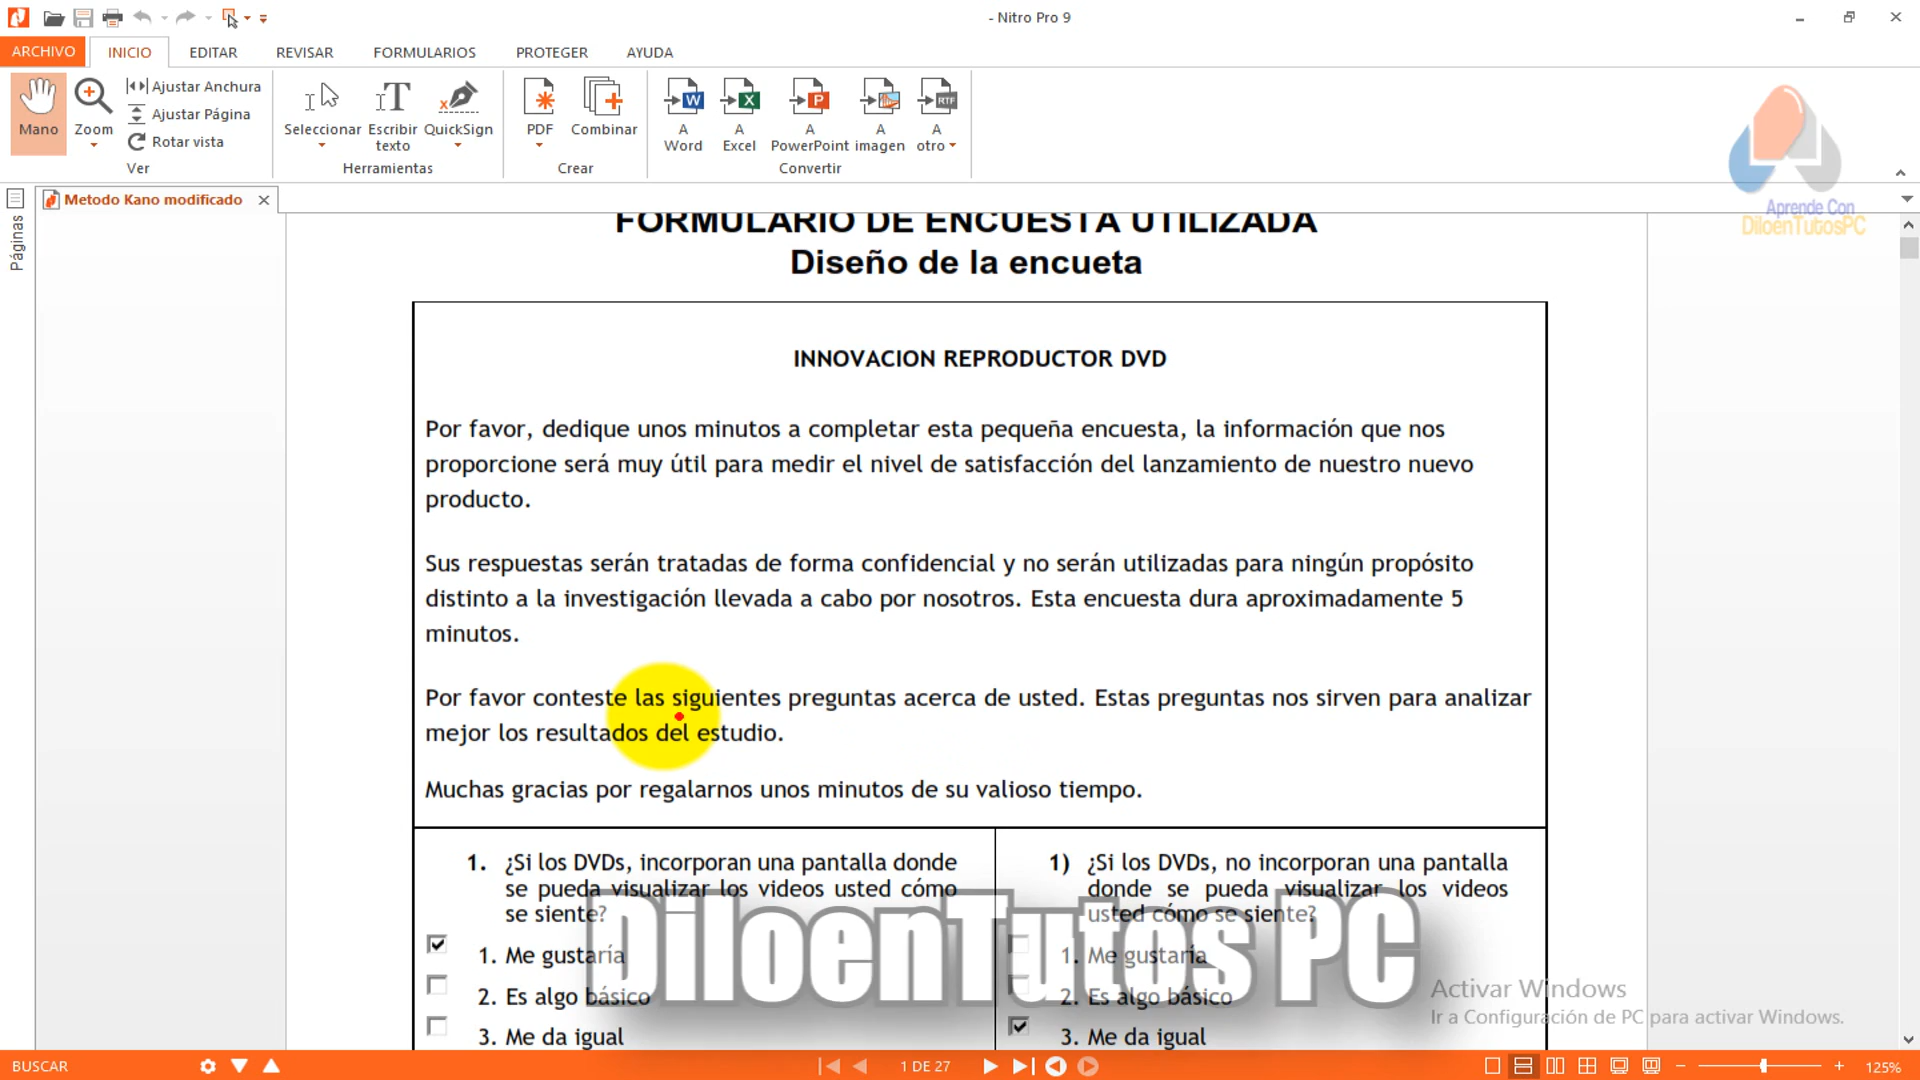 - Nitro Pro 9
ARCHIVO INICIO EDITAR REVISAR FORMULARIOS PROTEGER AYUDA
Mano
Zoom
Ajustar Anchura
Ajustar Página
Rotar vista
Ver
Seleccionar
Escribir texto
QuickSign
Herramientas
PDF
Combinar
Crear
A Word
A Excel
A PowerPoint
A imagen
A otro
Convertir
Aprende Con
DiloenTutosPC
Páginas
Metodo Kano modificado
FORMULARIO DE ENCUESTA UTILIZADA
Diseño de la encueta
INNOVACION REPRODUCTOR DVD
Por favor, dedique unos minutos a completar esta pequeña encuesta, la información que nos
proporcione será muy útil para medir el nivel de satisfacción del lanzamiento de nuestro nuevo
producto.
Sus respuestas serán tratadas de forma confidencial y no serán utilizadas para ningún propósito
distinto a la investigación llevada a cabo por nosotros. Esta encuesta dura aproximadamente 5
minutos.
Por favor conteste las siguientes preguntas acerca de usted. Estas preguntas nos sirven para analizar
mejor los resultados del estudio.
Muchas gracias por regalarnos unos minutos de su valioso tiempo.
1. ¿Si los DVDs, incorporan una pantalla donde
se pueda visualizar los videos usted cómo
se siente?
1. Me gustaría
2. Es algo básico
3. Me da igual
1) ¿Si los DVDs, no incorporan una pantalla
donde se pueda visualizar los videos
usted cómo se siente?
1. Me gustaría
2. Es algo básico
3. Me da igual
DiloenTutos PC
Activar Windows
Ir a Configuración de PC para activar Windows.
BUSCAR
1 DE 27
125%